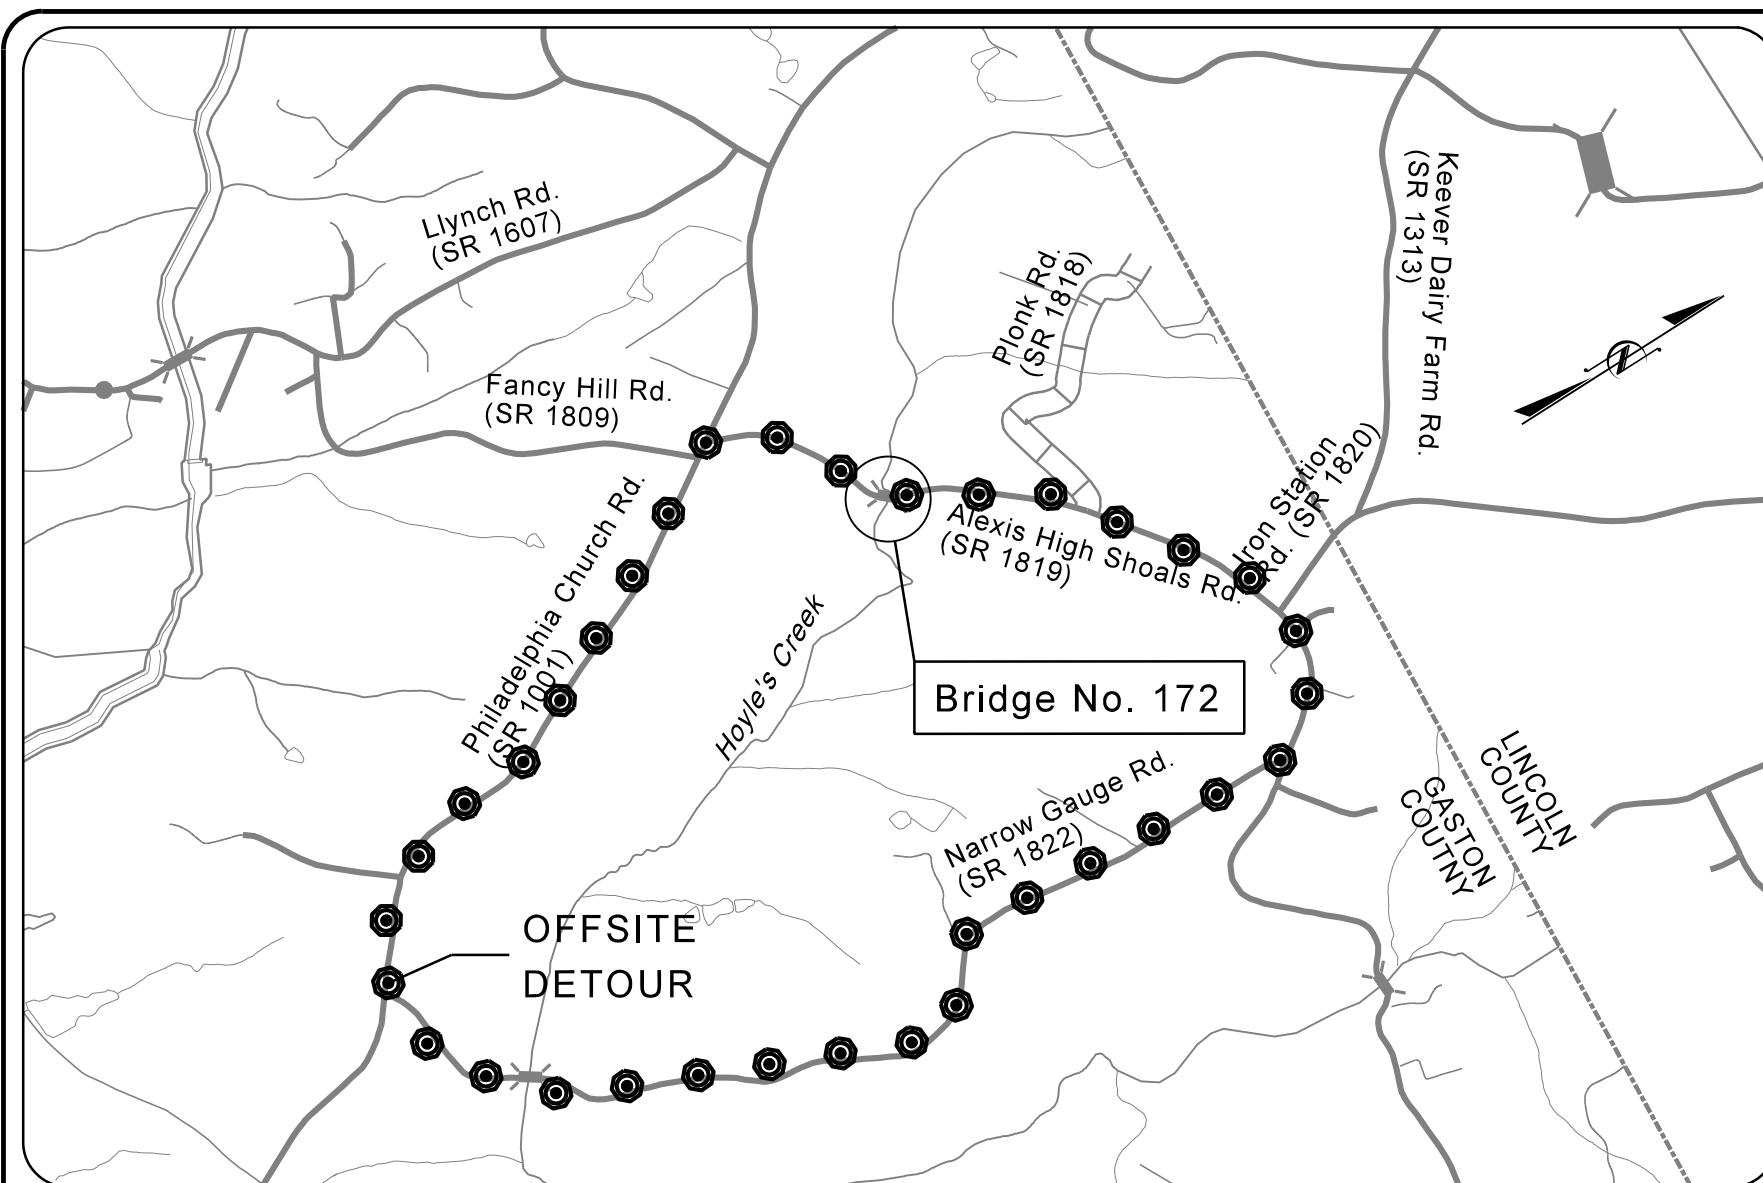 Llynch Rd.
(SR 1607)
Keever Dairy Farm Rd.
(SR 1313)
Plonk Rd.
(SR 1818)
Fancy Hill Rd.
(SR 1809)
N
Iron Station
Rd. (SR 1820)
Philadelphia Church Rd.
(SR 1001)
Alexis High Shoals Rd.
(SR 1819)
Hoyle's Creek
Bridge No. 172
Narrow Gauge Rd.
(SR 1822)
LINCOLN
COUNTY
GASTON
COUTNY
OFFSITE
DETOUR